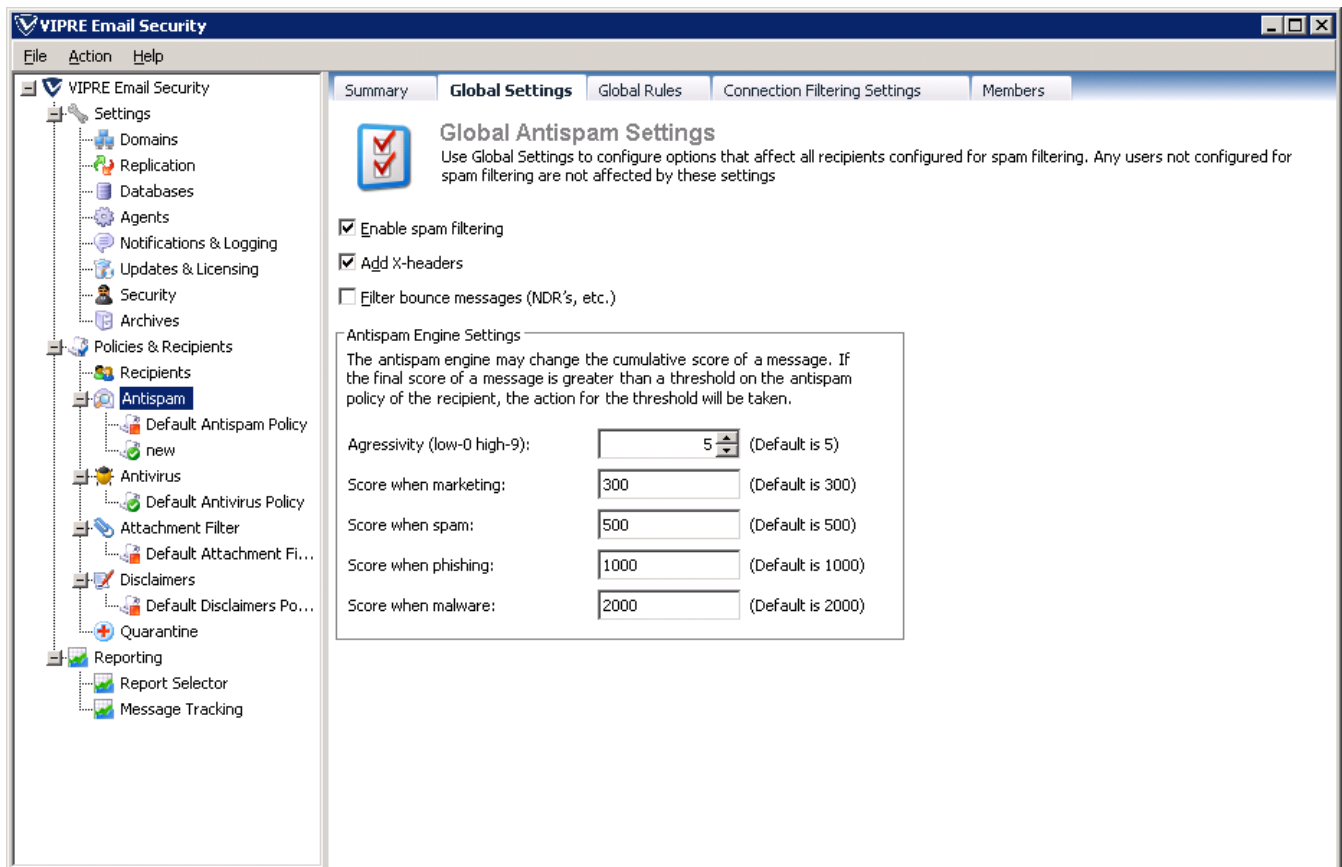 VIPRE Email Security
File Action Help
VIPRE Email Security
Settings
Domains
Replication
Databases
Agents
Notifications & Logging
Updates & Licensing
Security
Archives
Policies & Recipients
Recipients
Antispam
Default Antispam Policy
new
Antivirus
Default Antivirus Policy
Attachment Filter
Default Attachment Fi...
Disclaimers
Default Disclaimers Po...
Quarantine
Reporting
Report Selector
Message Tracking
Summary Global Settings Global Rules Connection Filtering Settings Members
Global Antispam Settings
Use Global Settings to configure options that affect all recipients configured for spam filtering. Any users not configured for
spam filtering are not affected by these settings
Enable spam filtering
Add X-headers
Filter bounce messages (NDR's, etc.)
Antispam Engine Settings
The antispam engine may change the cumulative score of a message. If
the final score of a message is greater than a threshold on the antispam
policy of the recipient, the action for the threshold will be taken.
Agressivity (low-0 high-9): 5 (Default is 5)
Score when marketing: 300 (Default is 300)
Score when spam: 500 (Default is 500)
Score when phishing: 1000 (Default is 1000)
Score when malware: 2000 (Default is 2000)